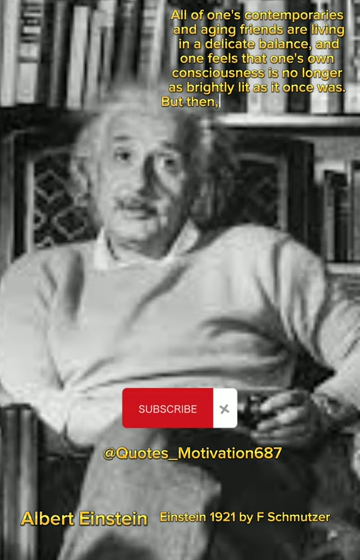 All of one's contemporaries
and aging friends are living
in a delicate balance, and
one feels that one's own
consciousness is no longer
as brightly lit as it once was.
But then,
SUBSCRIBE
@Quotes_Motivation687
Albert Einstein Einstein 1921 by F Schmutzer